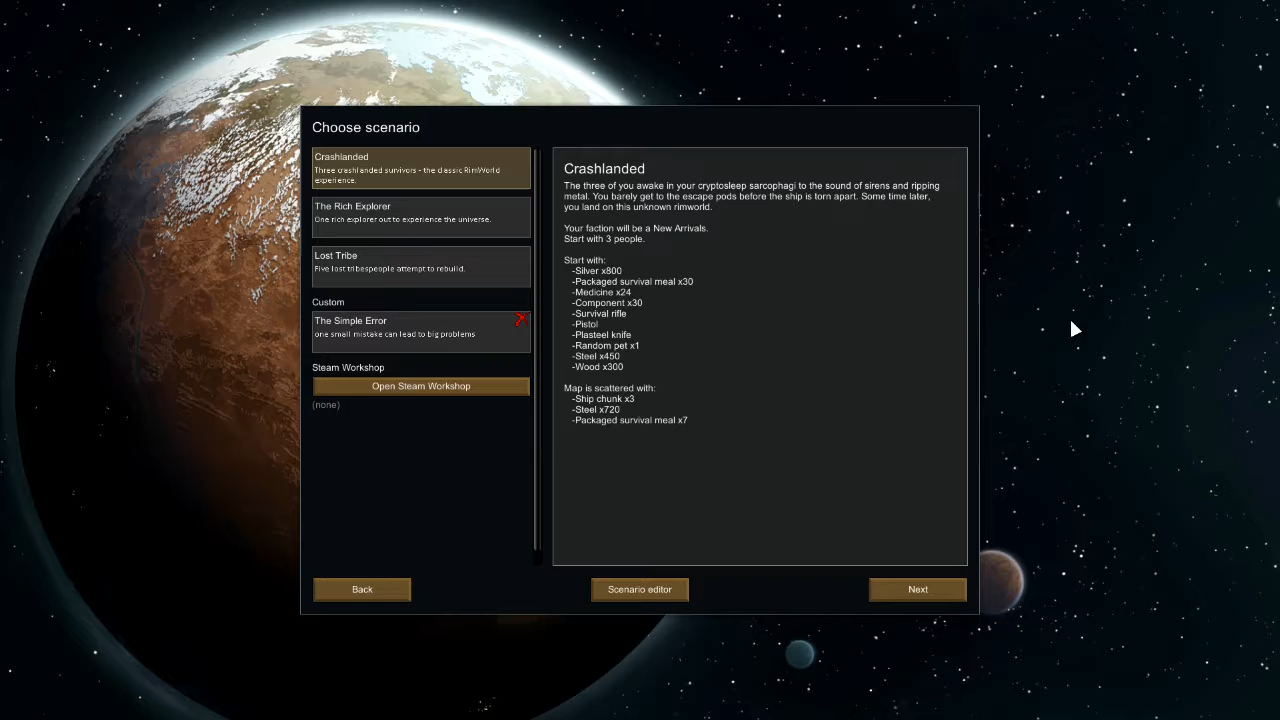 Choose scenario
Crashlanded
Three crashlanded survivors - the classic RimWorld
experience.
The Rich Explorer
One rich explorer out to experience the universe.
Lost Tribe
Five lost tribespeople attempt to rebuild.
Custom
The Simple Error
one small mistake can lead to big problems
Steam Workshop
Open Steam Workshop
(none)
Crashlanded
The three of you awake in your cryptosleep sarcophagi to the sound of sirens and ripping
metal. You barely get to the escape pods before the ship is torn apart. Some time later,
you land on this unknown rimworld.
Your faction will be a New Arrivals.
Start with 3 people.
Start with:
-Silver x800
-Packaged survival meal x30
-Medicine x24
-Component x30
-Survival rifle
-Pistol
-Plasteel knife
-Random pet x1
-Steel x450
-Wood x300
Map is scattered with:
-Ship chunk x3
-Steel x720
-Packaged survival meal x7
Back
Scenario editor
Next